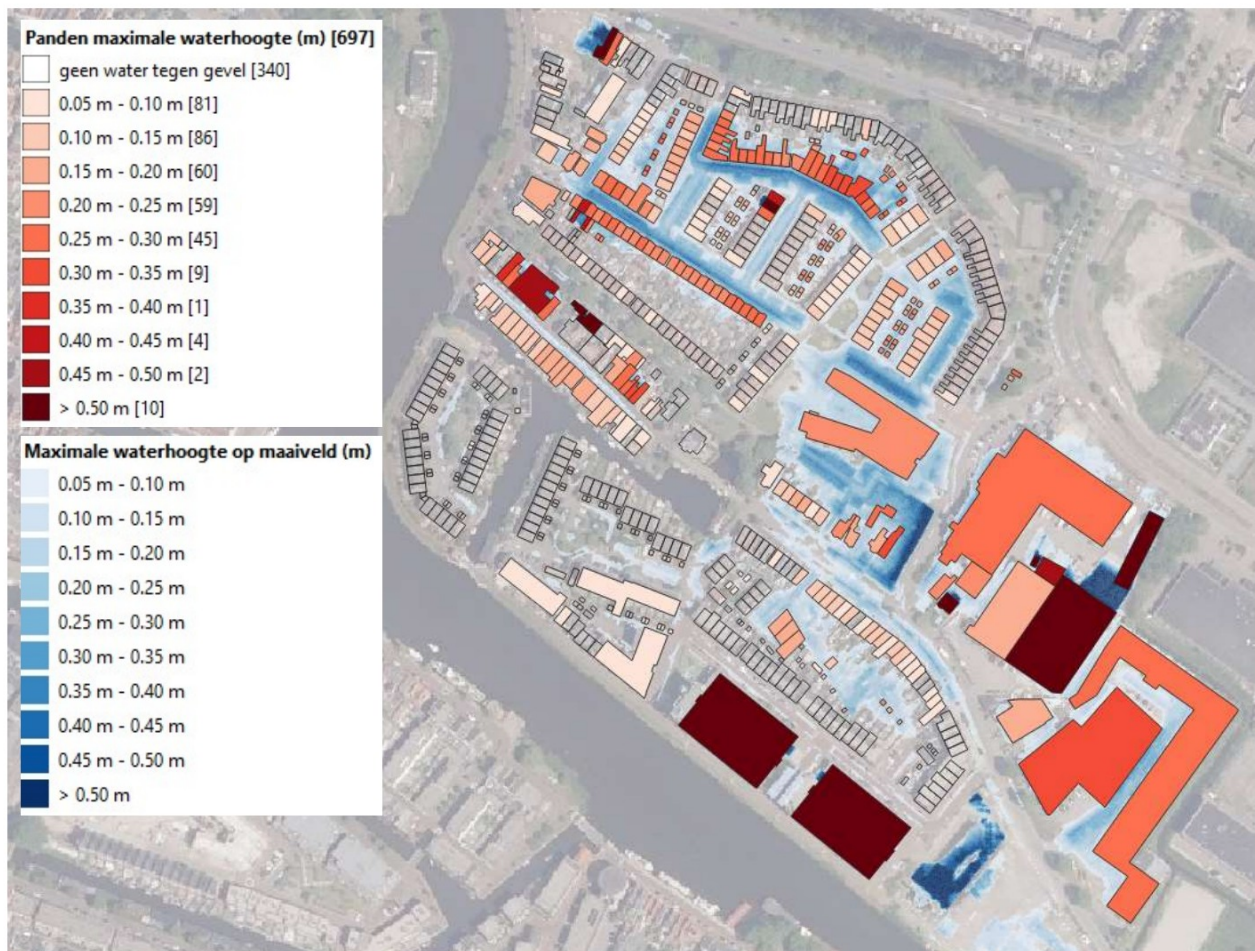 Panden maximale waterhoogte (m) [697]
geen water tegen gevel [340]
0.05 m - 0.10 m [81]
0.10 m - 0.15 m [86]
0.15 m - 0.20 m [60]
0.20 m - 0.25 m [59]
0.25 m - 0.30 m [45]
0.30 m - 0.35 m [9]
0.35 m - 0.40 m [1]
0.40 m - 0.45 m [4]
0.45 m - 0.50 m [2]
> 0.50 m [10]
Maximale waterhoogte op maaiveld (m)
0.05 m - 0.10 m
0.10 m - 0.15 m
0.15 m - 0.20 m
0.20 m - 0.25 m
0.25 m - 0.30 m
0.30 m - 0.35 m
0.35 m - 0.40 m
0.40 m - 0.45 m
0.45 m - 0.50 m
> 0.50 m